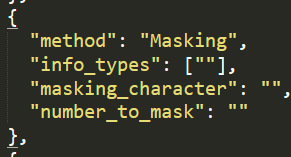 {
"method": "Masking",
"info_types": [""],
"masking_character": "",
"number_to_mask": ""
},